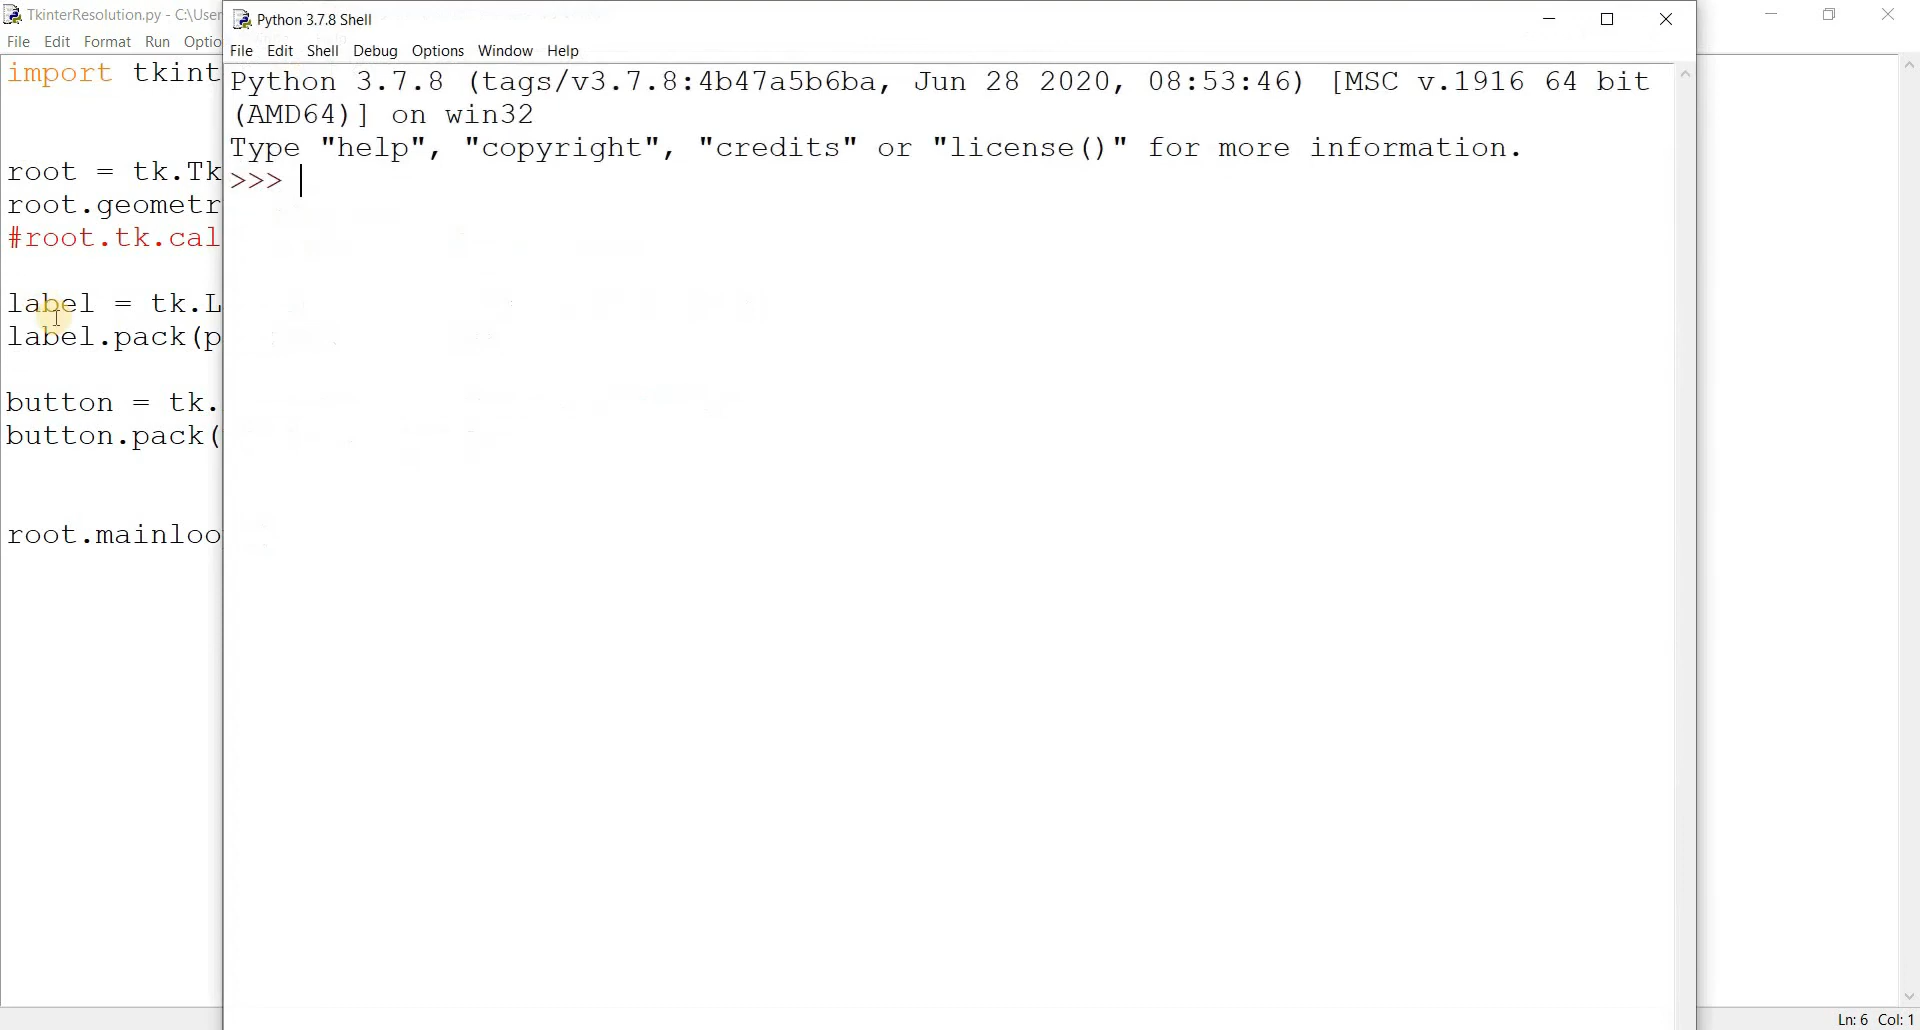 TkinterResolution.py - C:\User
File Edit Format Run Optio
import tkint
root = tk.Tk
root.geometr
#root.tk.cal
label = tk.L
label.pack(p
button = tk.
button.pack(
root.mainloo
Python 3.7.8 Shell
File Edit Shell Debug Options Window Help
Python 3.7.8 (tags/v3.7.8:4b47a5b6ba, Jun 28 2020, 08:53:46) [MSC v.1916 64 bit
(AMD64)] on win32
Type "help", "copyright", "credits" or "license()" for more information.
>>>
Ln: 6 Col: 1